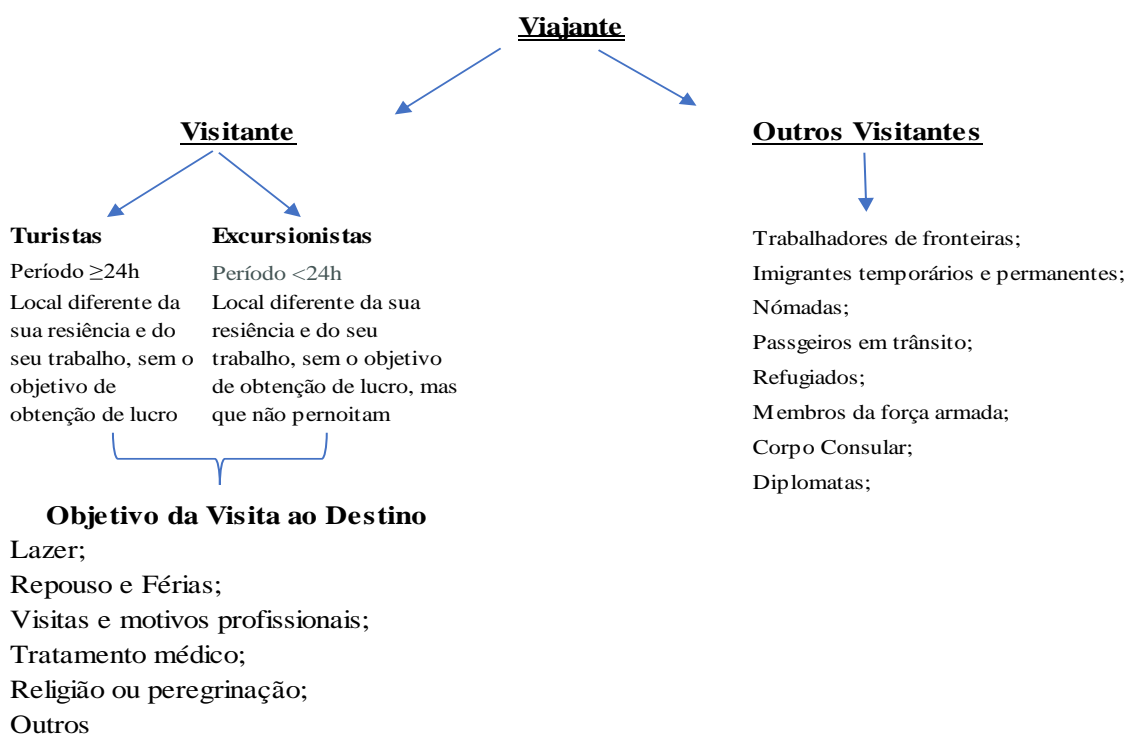 Viajante
Visitante
Outros Visitantes
Turistas
Período ≥24h
Local diferente da
sua resiência e do
seu trabalho, sem o
objetivo de
obtenção de lucro
Excursionistas
Período <24h
Local diferente da sua
resiência e do seu
trabalho, sem o objetivo
de obtenção de lucro, mas
que não pernoitam
Trabalhadores de fronteiras;
Imigrantes temporários e permanentes;
Nómadas;
Passgeiros em trânsito;
Refugiados;
Membros da força armada;
Corpo Consular;
Diplomatas;
Objetivo da Visita ao Destino
Lazer;
Repouso e Férias;
Visitas e motivos profissionais;
Tratamento médico;
Religião ou peregrinação;
Outros